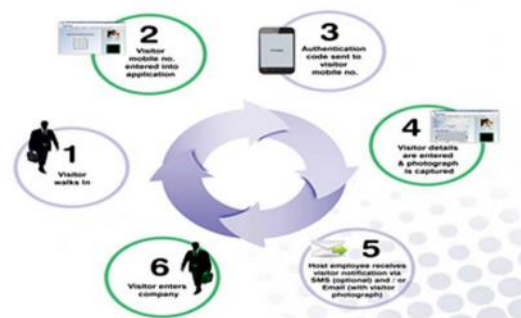 1
Visitor
walks In
2
Visitor
mobile no.
entered into
application
3
Authentication
code sent to
visitor
mobile no.
4
Visitor details
are entered
& photograph
is captured
5
Host employee receives
visitor notification via
SMS (optional) and : or
Email (with visitor
photograph)
6
Visitor enters
company